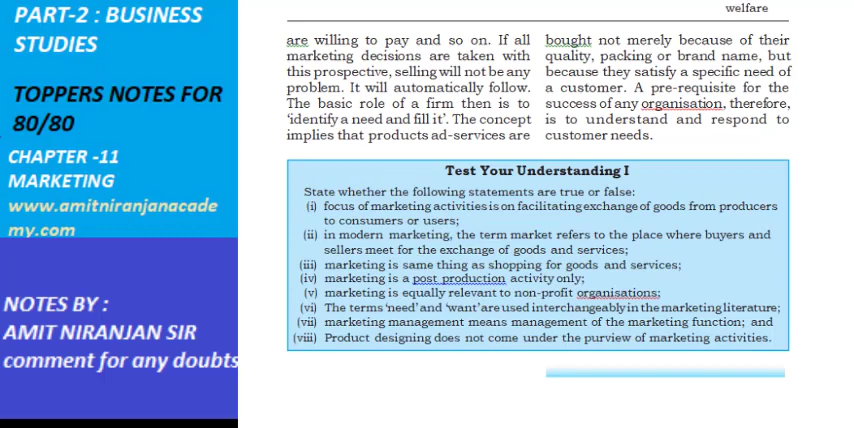 PART-2 : BUSINESS
STUDIES
TOPPERS NOTES FOR
80/80
CHAPTER -11
MARKETING
www.amitniranjanacade
my.com
NOTES BY :
AMIT NIRANJAN SIR
comment for any doubts
welfare
are willing to pay and so on. If all
marketing decisions are taken with
this prospective, selling will not be any
problem. It will automatically follow.
The basic role of a firm then is to
‘identify a need and fill it’. The concept
implies that products ad-services are
bought not merely because of their
quality, packing or brand name, but
because they satisfy a specific need of
a customer. A pre-requisite for the
success of any organisation, therefore,
is to understand and respond to
customer needs.
Test Your Understanding I
State whether the following statements are true or false:
(i) focus of marketing activities is on facilitating exchange of goods from producers
to consumers or users;
(ii) in modern marketing, the term market refers to the place where buyers and
sellers meet for the exchange of goods and services;
(iii) marketing is same thing as shopping for goods and services;
(iv) marketing is a post production activity only;
(v) marketing is equally relevant to non-profit organisations;
(vi) The terms ‘need’ and ‘want’ are used interchangeably in the marketing literature;
(vii) marketing management means management of the marketing function; and
(viii) Product designing does not come under the purview of marketing activities.